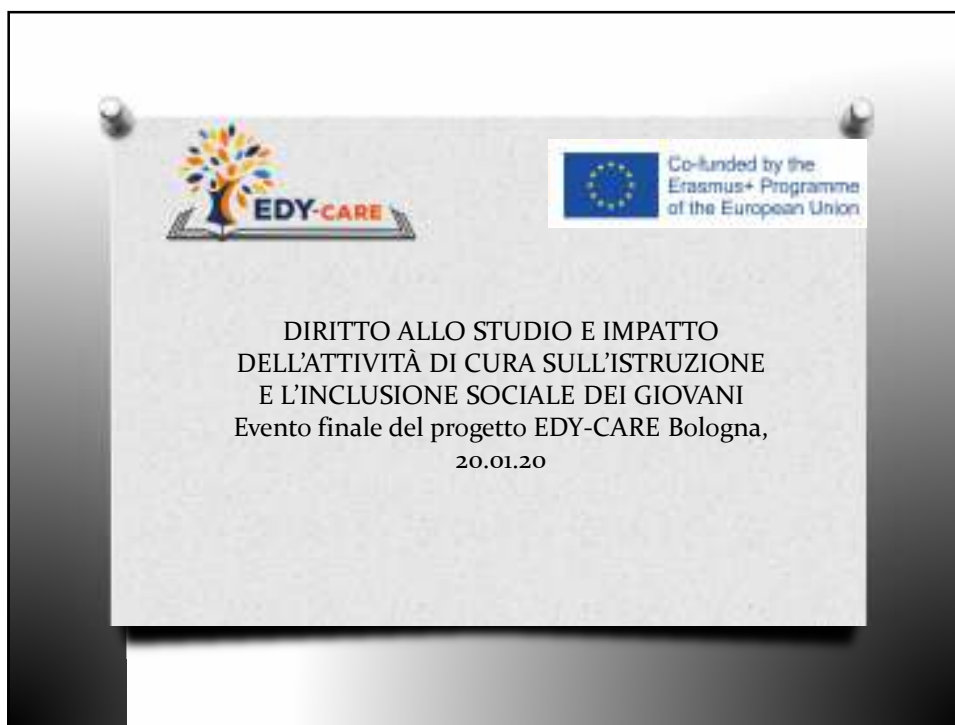 EDY-CARE
Co-funded by the
Erasmus+ Programme
of the European Union
DIRITTO ALLO STUDIO E IMPATTO
DELL'ATTIVITÀ DI CURA SULL'ISTRUZIONE
E L'INCLUSIONE SOCIALE DEI GIOVANI
Evento finale del progetto EDY-CARE Bologna,
20.01.20